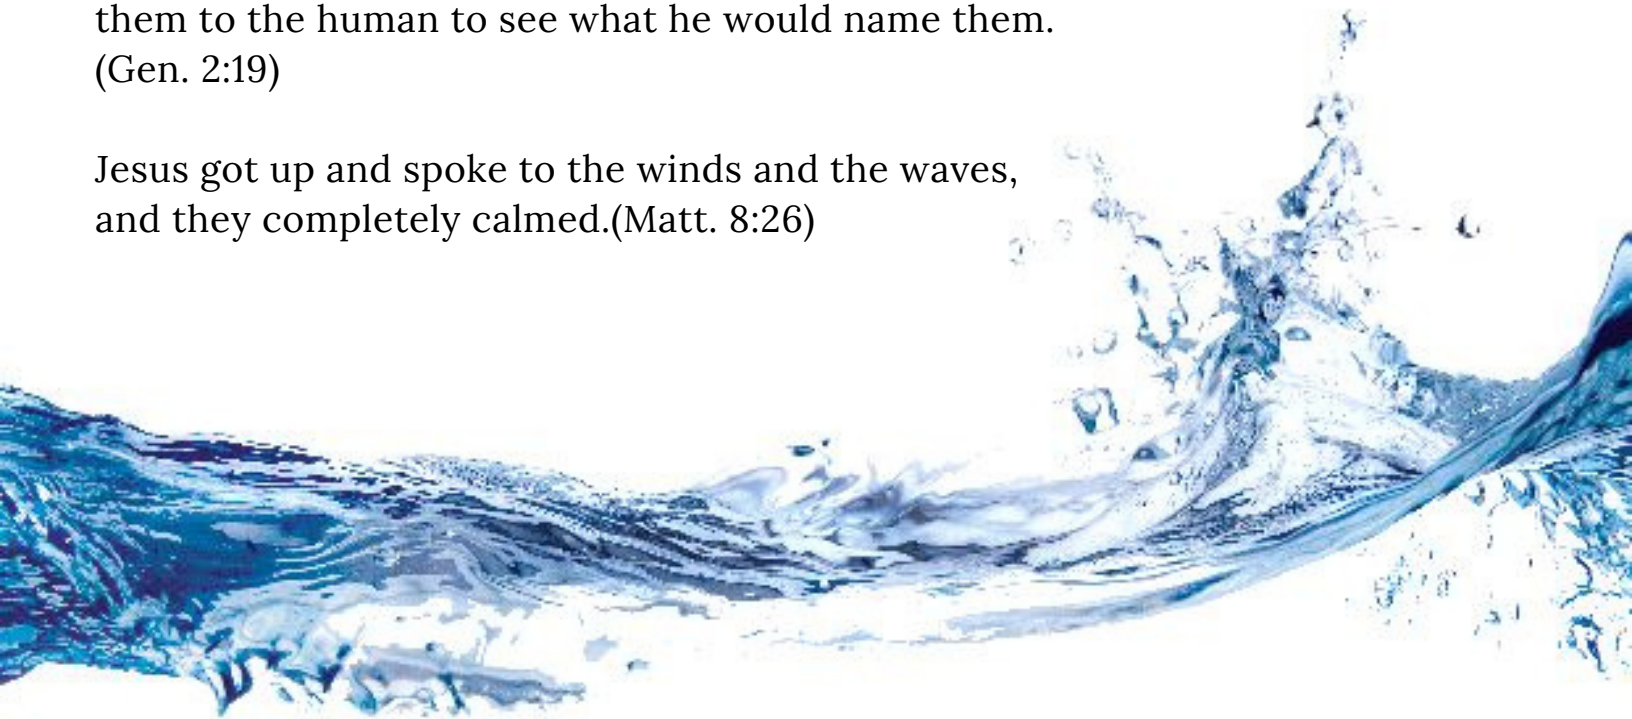 them to the human to see what he would name them.
(Gen. 2:19)
Jesus got up and spoke to the winds and the waves,
and they completely calmed.(Matt. 8:26)